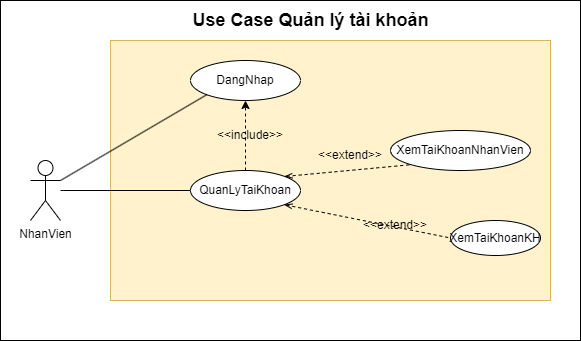 Use Case Quản lý tài khoản
DangNhap
<<include>>
XemTaiKhoanNhanVien
<<extend>>
QuanLyTaiKhoan
<<extend>>
NhanVien
XemTaiKhoanKH